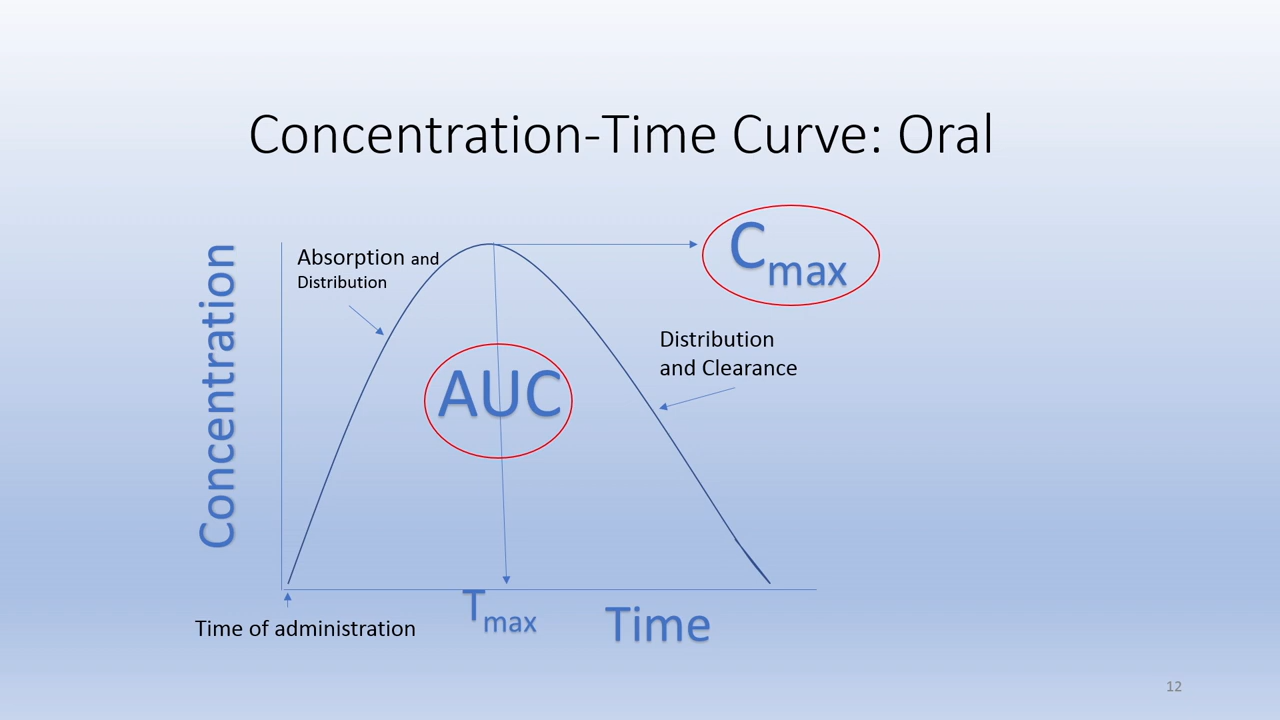 Concentration-Time Curve: Oral
Concentration
Absorption and
Distribution
Cmax
AUC
Distribution
and Clearance
Tmax
Time
Time of administration
12